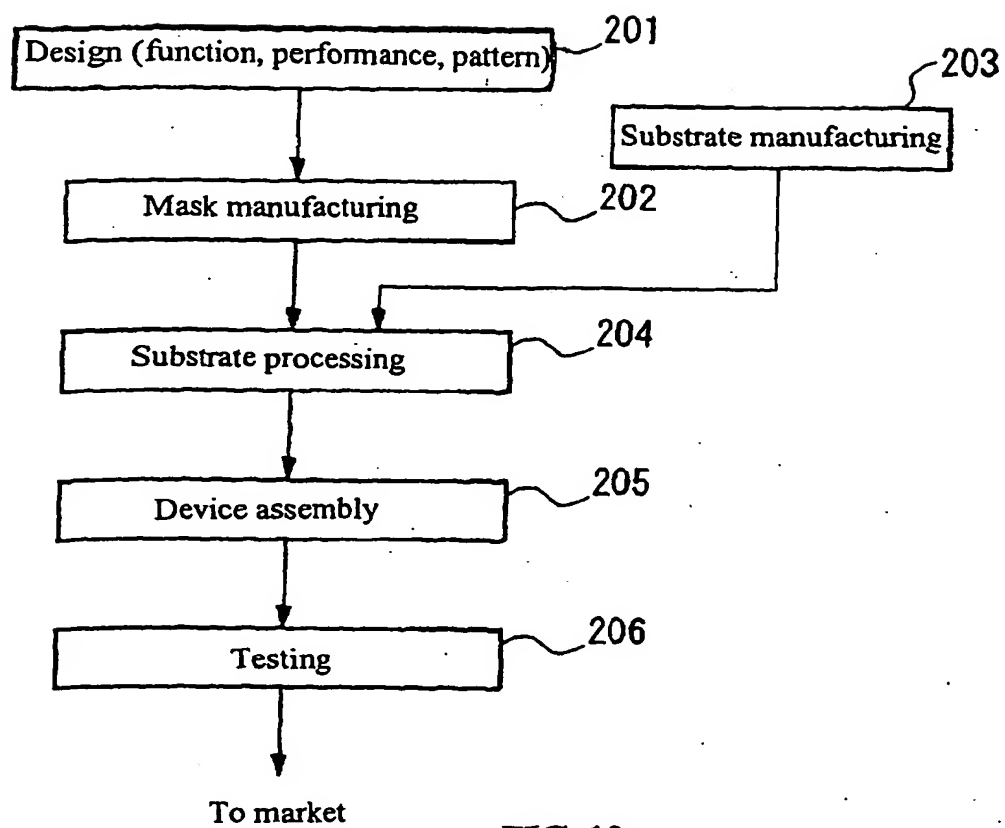 Design (function, performance, pattern)
201
203
Substrate manufacturing
Mask manufacturing
202
Substrate processing
204
Device assembly
205
Testing
206
To market